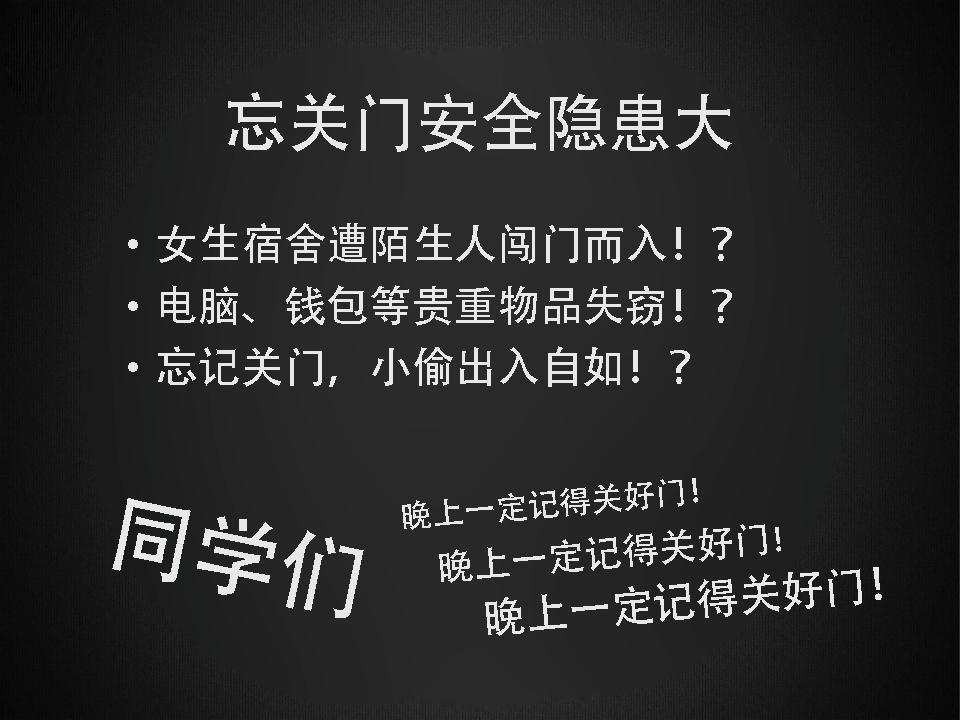 忘关门安全隐患大
• 女生宿舍遭陌生人闯门而入！？
• 电脑、钱包等贵重物品失窃！？
• 忘记关门，小偷出入自如！？
同学们
晚上一定记得关好门！
晚上一定记得关好门！
晚上一定记得关好门！